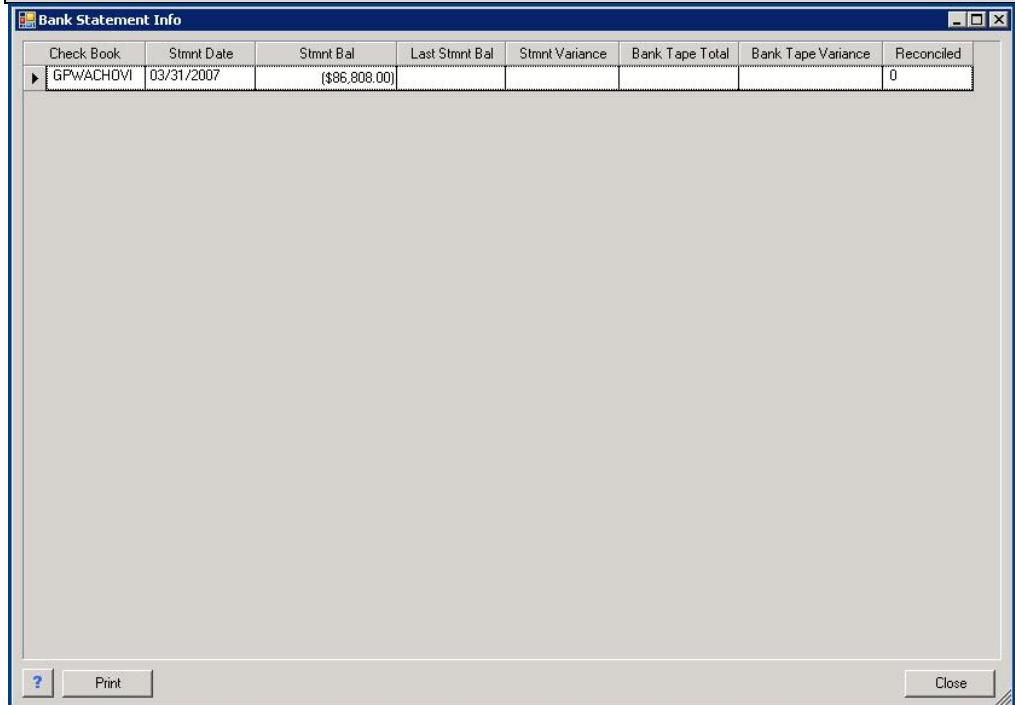 Bank Statement Info
Check Book Stmnt Date Stmnt Bal Last Stmnt Bal Stmnt Variance Bank Tape Total Bank Tape Variance Reconciled
GPWACHOVI 03/31/2007 ($86,808.00) 0
? Print Close